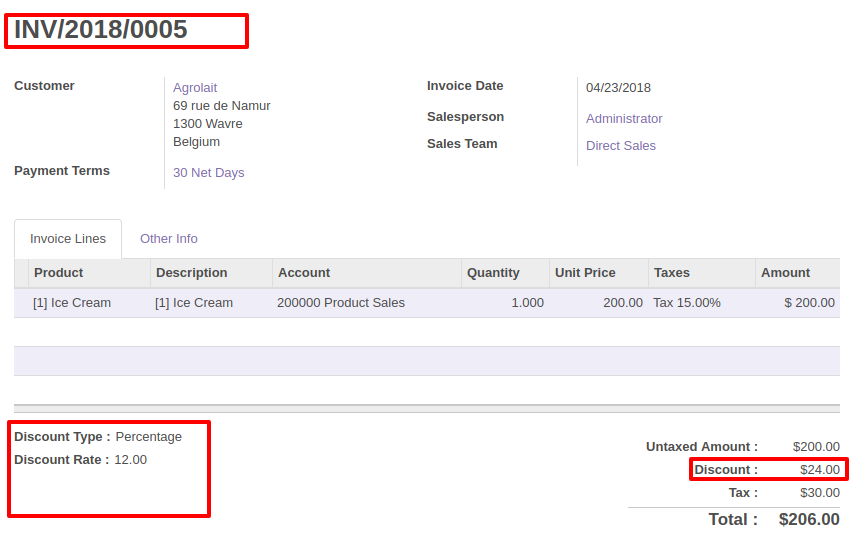 INV/2018/0005
Customer
Agrolait
69 rue de Namur
1300 Wavre
Belgium
Payment Terms
30 Net Days
Invoice Date
04/23/2018
Salesperson
Administrator
Sales Team
Direct Sales
Invoice Lines Other Info
Product Description Account Quantity Unit Price Taxes Amount
[1] Ice Cream [1] Ice Cream 200000 Product Sales 1.000 200.00 Tax 15.00% $ 200.00
Discount Type : Percentage
Discount Rate : 12.00
Untaxed Amount : $200.00
Discount : $24.00
Tax : $30.00
Total : $206.00